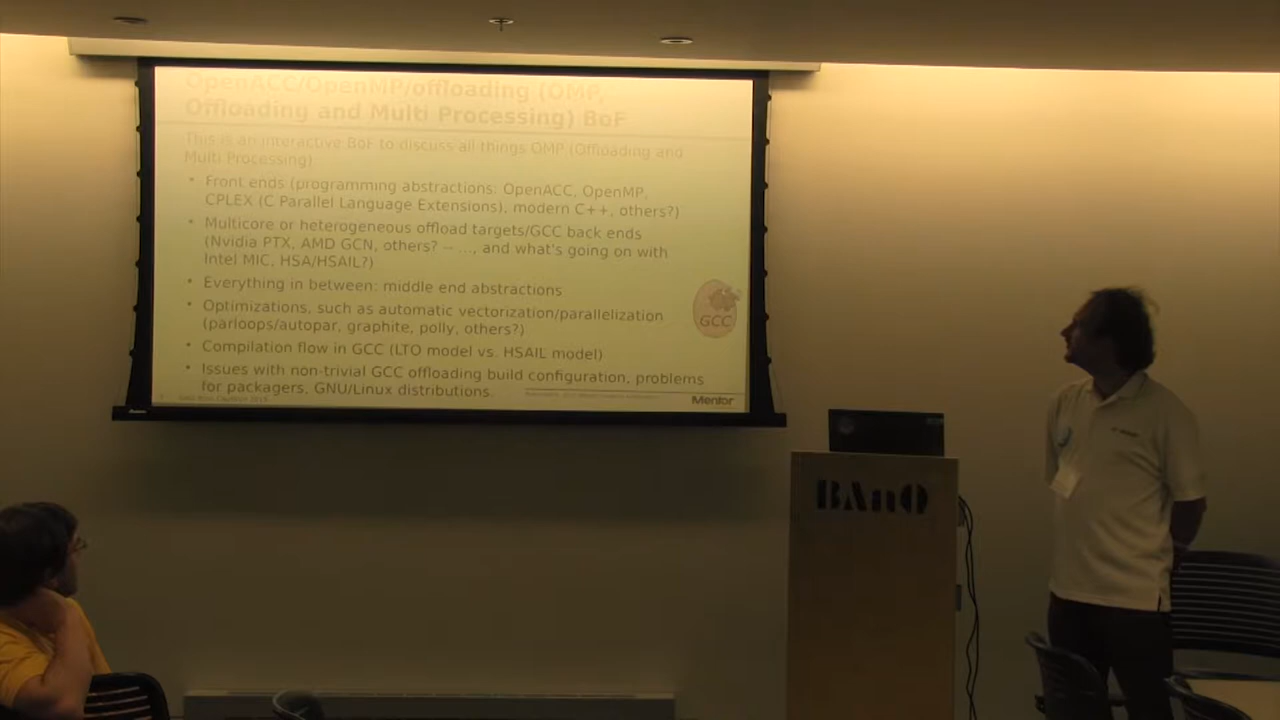 OpenACC/OpenMP/offloading (OMP,
Offloading and Multi Processing) BoF
This is an interactive BoF to discuss all things OMP (Offloading and
Multi Processing):
• Front ends (programming abstractions: OpenACC, OpenMP,
CPLEX (C Parallel Language Extensions), modern C++, others?)
• Multicore or heterogeneous offload targets/GCC back ends
(Nvidia PTX, AMD GCN, others? — …, and what's going on with
Intel MIC, HSA/HSAIL?)
• Everything in between: middle end abstractions
• Optimizations, such as automatic vectorization/parallelization
(parloops/autopar, graphite, polly, others?)
• Compilation flow in GCC (LTO model vs. HSAIL model)
• Issues with non-trivial GCC offloading build configuration, problems
for packagers, GNU/Linux distributions.
GCC
Mentor
BAnQ